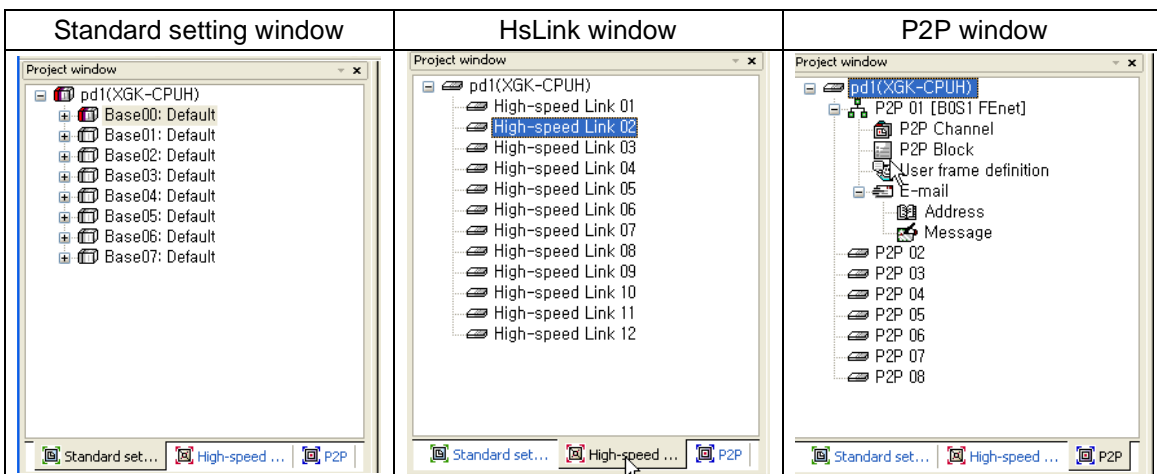 Standard setting window
HsLink window
P2P window
Project window
pd1(XGK-CPUH)
Base00: Default
Base01: Default
Base02: Default
Base03: Default
Base04: Default
Base05: Default
Base06: Default
Base07: Default
Standard set...
High-speed ...
P2P
Project window
pd1(XGK-CPUH)
High-speed Link 01
High-speed Link 02
High-speed Link 03
High-speed Link 04
High-speed Link 05
High-speed Link 06
High-speed Link 07
High-speed Link 08
High-speed Link 09
High-speed Link 10
High-speed Link 11
High-speed Link 12
Standard set...
High-speed ...
P2P
Project window
pd1(XGK-CPUH)
P2P 01 [B0S1 FEnet]
P2P Channel
P2P Block
User frame definition
E-mail
Address
Message
P2P 02
P2P 03
P2P 04
P2P 05
P2P 06
P2P 07
P2P 08
Standard set...
High-speed ...
P2P